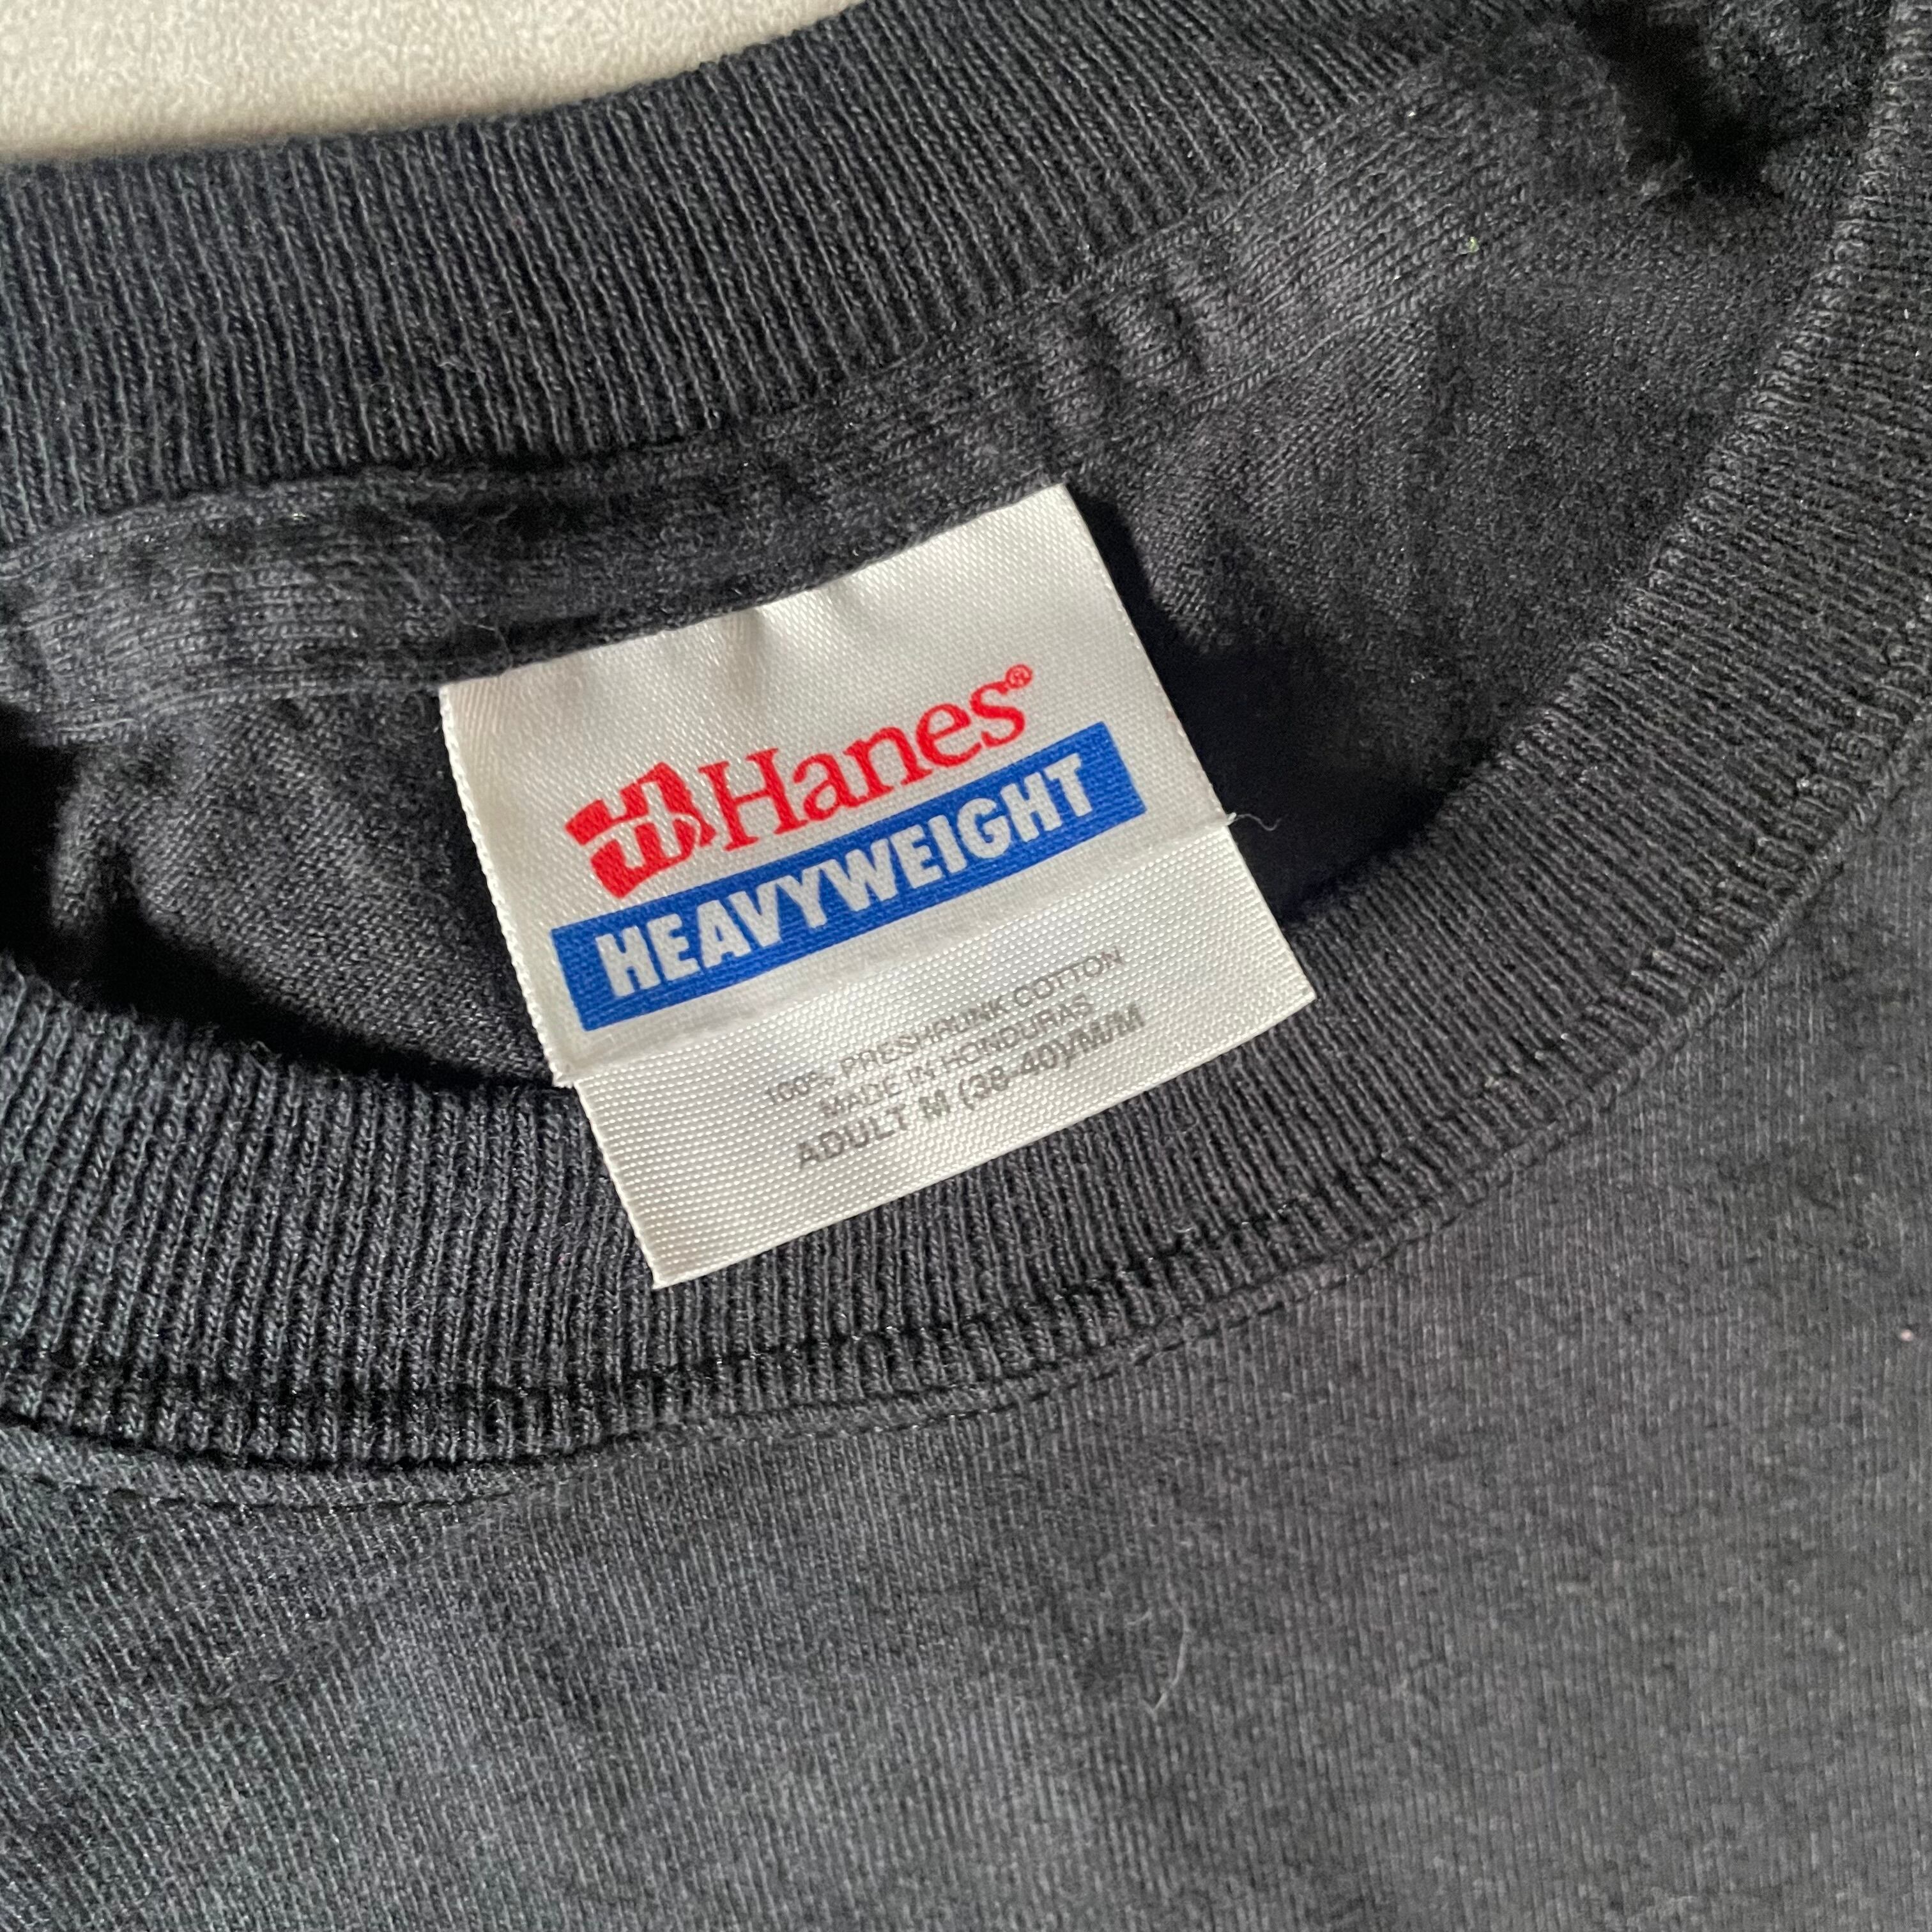 Hanes®
HEAVYWEIGHT
100% PRESHRUNK COTTON
MADE IN HONDURAS
ADULT M (38-40)/M/M